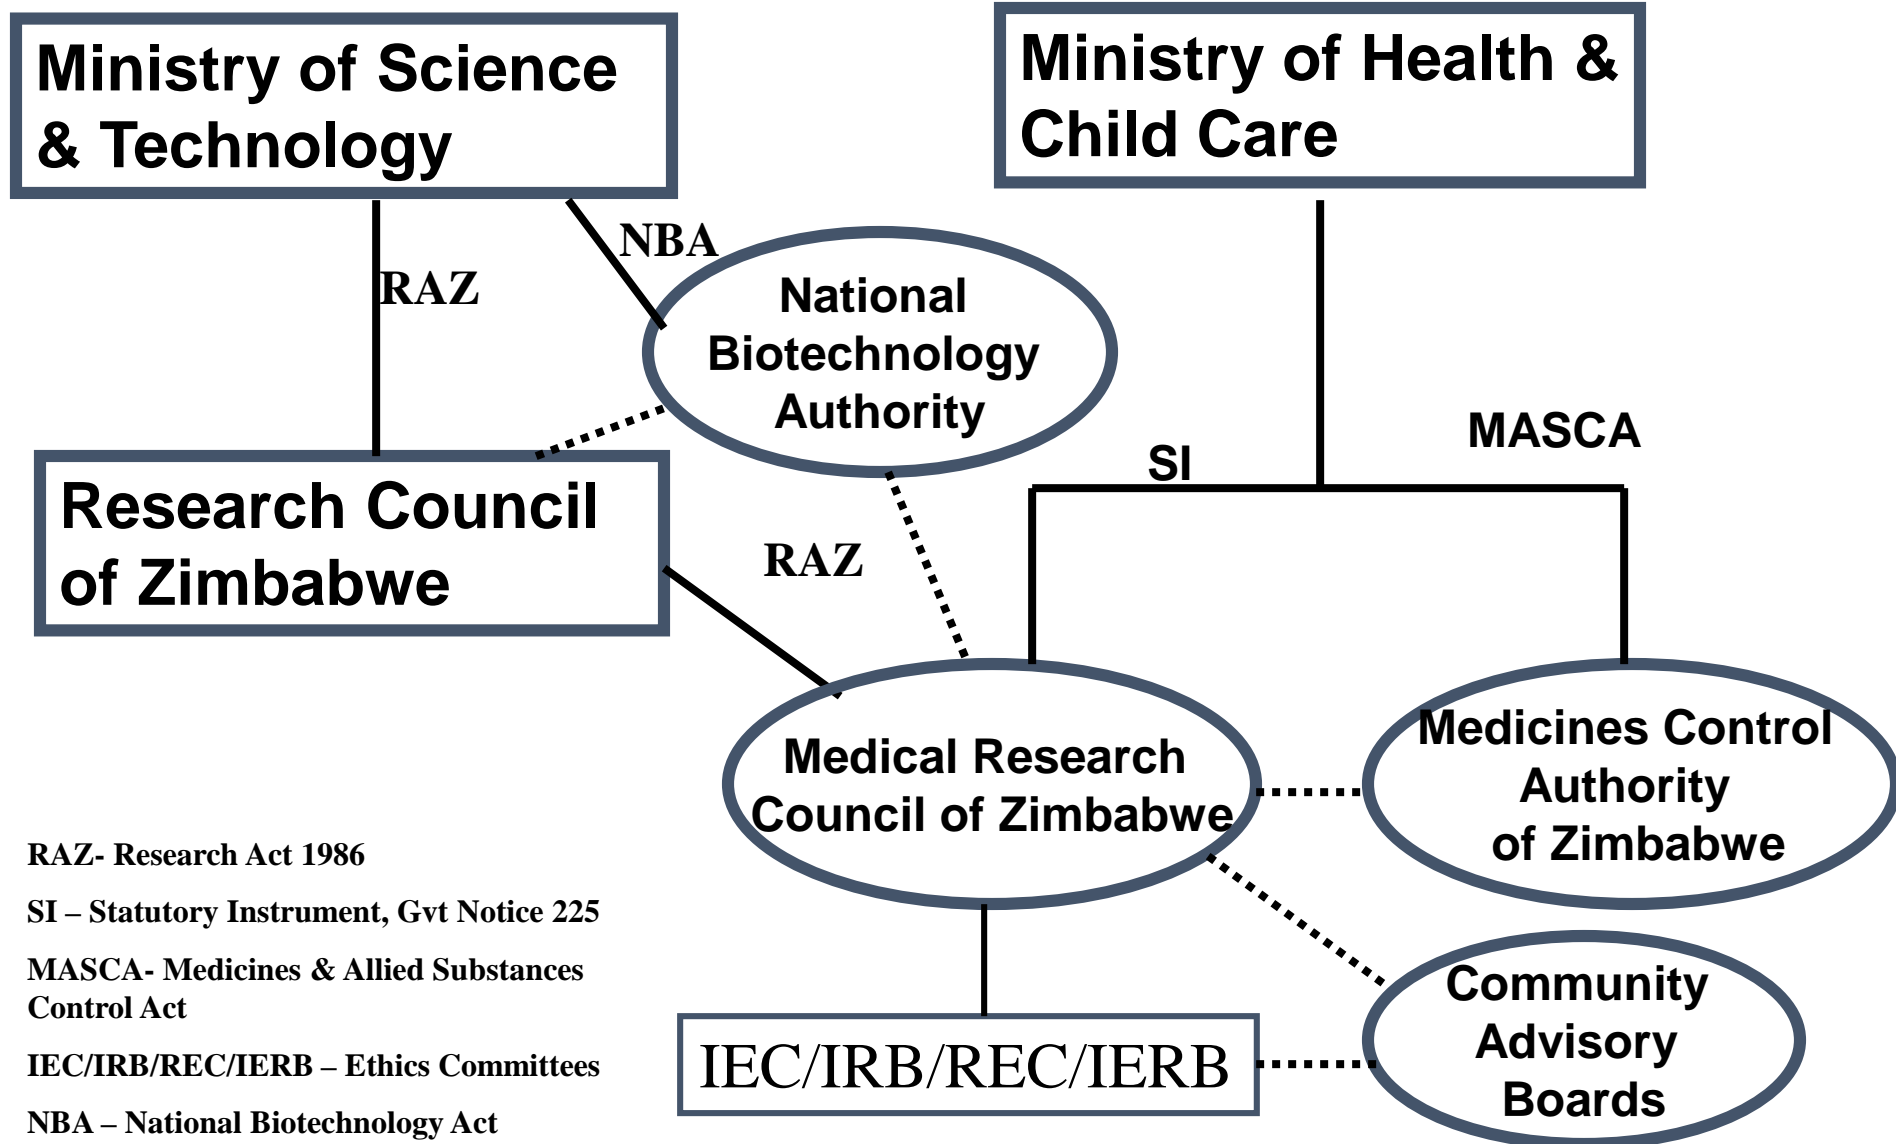 Ministry of Science
& Technology
Ministry of Health &
Child Care
NBA
RAZ
National
Biotechnology
Authority
MASCA
SI
Research Council
of Zimbabwe
RAZ
Medical Research
Council of Zimbabwe
Medicines Control
Authority
of Zimbabwe
RAZ- Research Act 1986
SI – Statutory Instrument, Gvt Notice 225
MASCA- Medicines & Allied Substances
Control Act
IEC/IRB/REC/IERB – Ethics Committees
NBA – National Biotechnology Act
IEC/IRB/REC/IERB
Community
Advisory
Boards